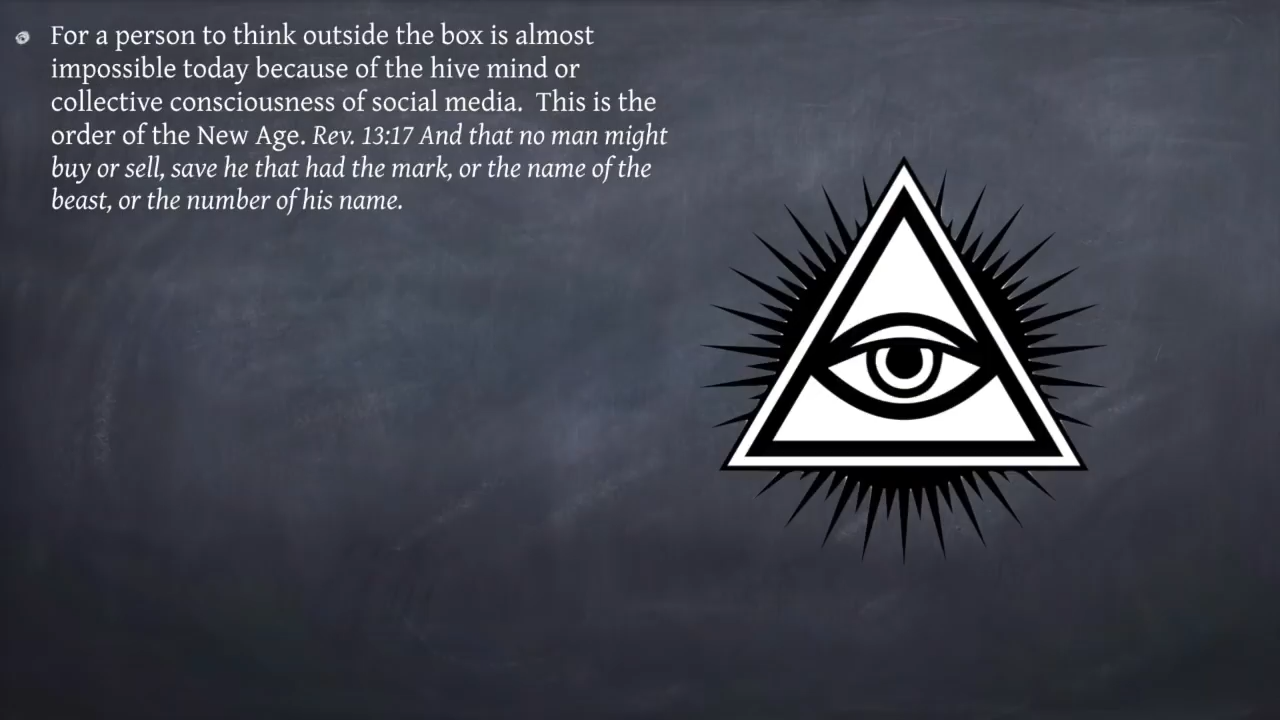 For a person to think outside the box is almost
impossible today because of the hive mind or
collective consciousness of social media.  This is the
order of the New Age. Rev. 13:17 And that no man might
buy or sell, save he that had the mark, or the name of the
beast, or the number of his name.